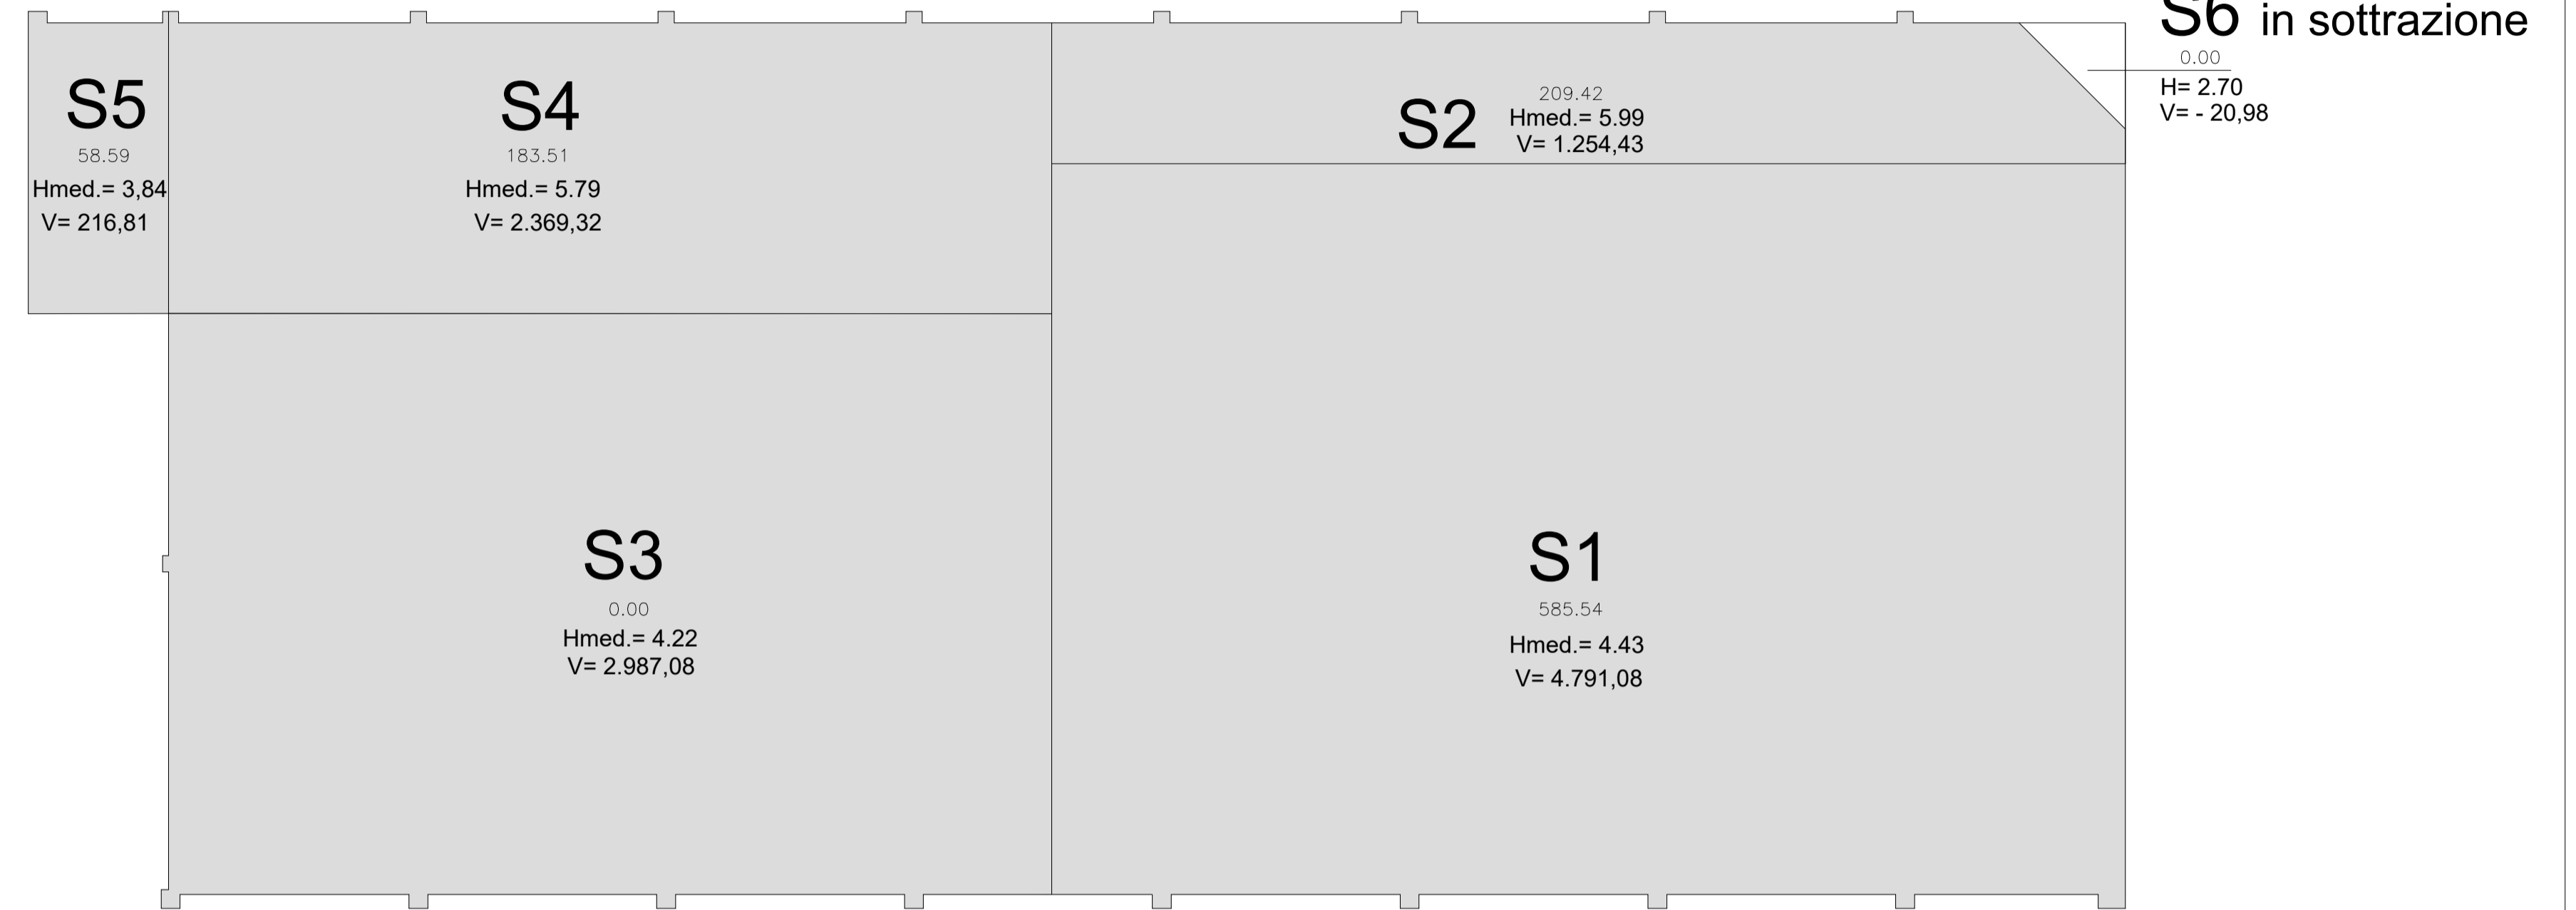 S6 in sottrazione
0.00
H= 2.70
V= - 20,98
S5
58.59
Hmed.= 3,84
V= 216,81
S4
183.51
Hmed.= 5.79
V= 2.369,32
S2
209.42
Hmed.= 5.99
V= 1.254,43
S3
0.00
Hmed.= 4.22
V= 2.987,08
S1
585.54
Hmed.= 4.43
V= 4.791,08